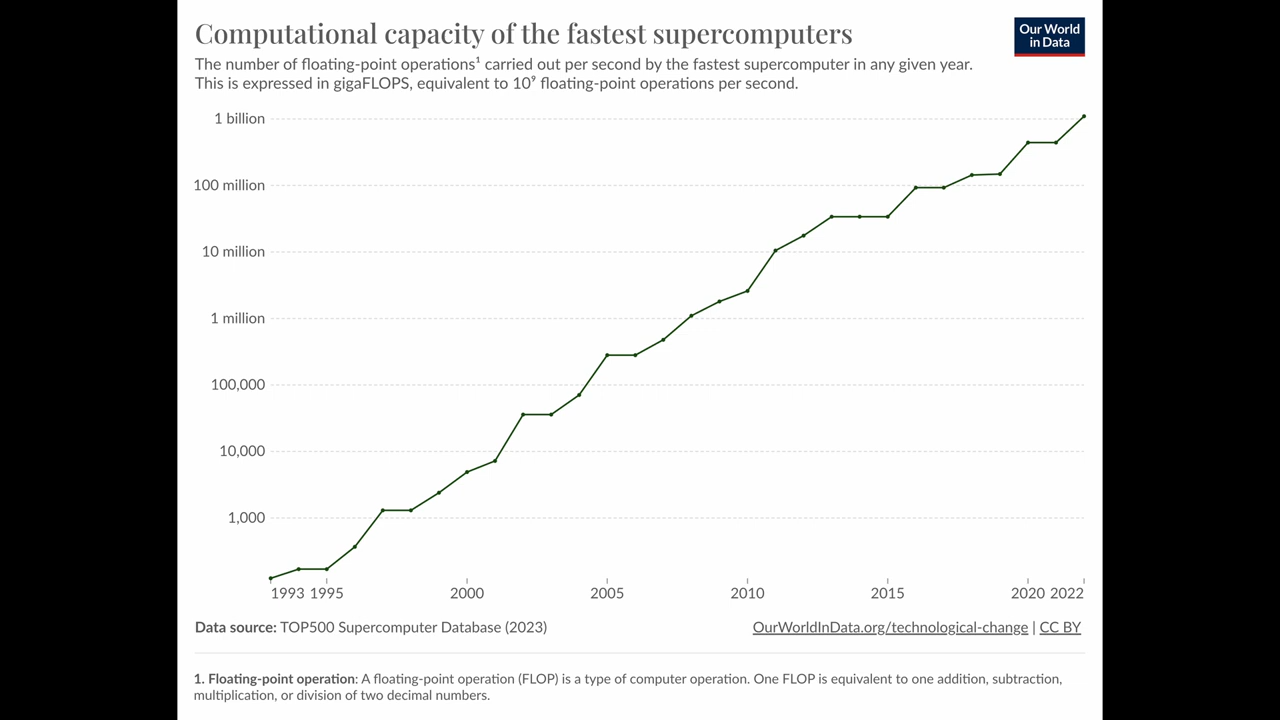 Computational capacity of the fastest supercomputers
Our World
in Data
The number of floating-point operations¹ carried out per second by the fastest supercomputer in any given year.
This is expressed in gigaFLOPS, equivalent to 10⁹ floating-point operations per second.
1 billion
100 million
10 million
1 million
100,000
10,000
1,000
1993 1995 2000 2005 2010 2015 2020 2022
Data source: TOP500 Supercomputer Database (2023)
OurWorldInData.org/technological-change | CC BY
1. Floating-point operation: A floating-point operation (FLOP) is a type of computer operation. One FLOP is equivalent to one addition, subtraction,
multiplication, or division of two decimal numbers.